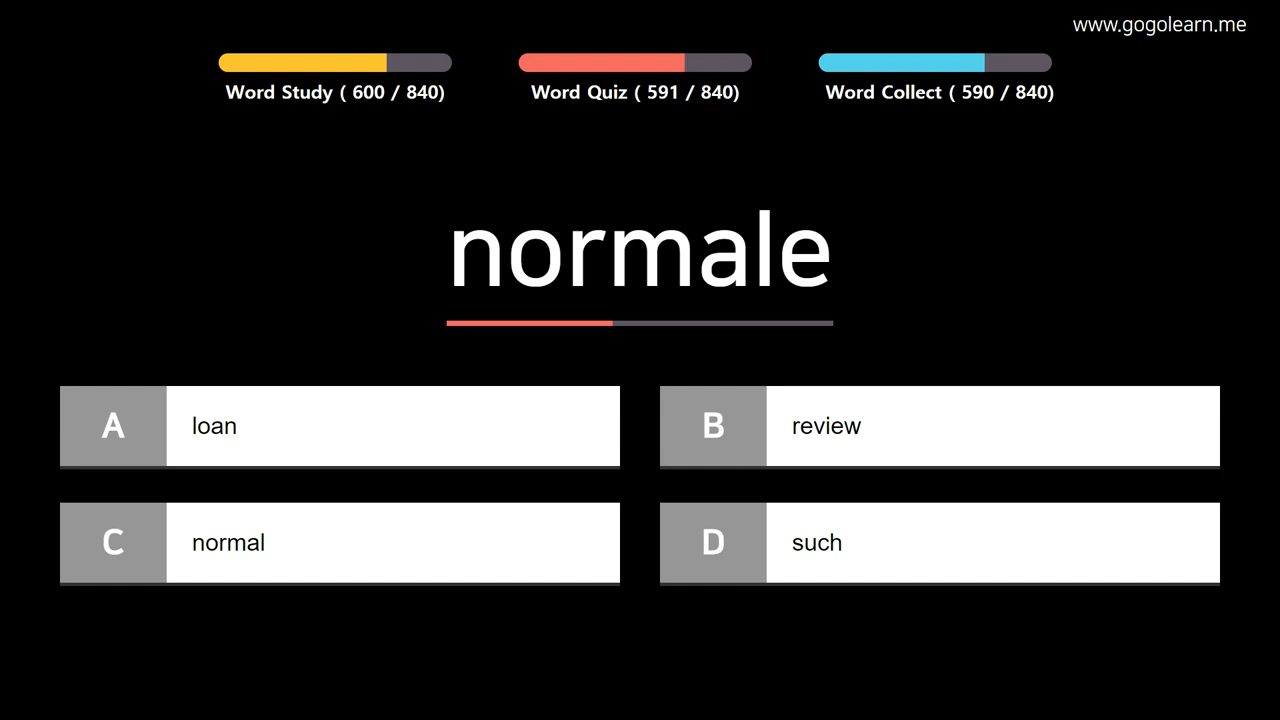 www.gogolearn.me
Word Study ( 600 / 840)
Word Quiz ( 591 / 840)
Word Collect ( 590 / 840)
normale
A loan
B review
C normal
D such